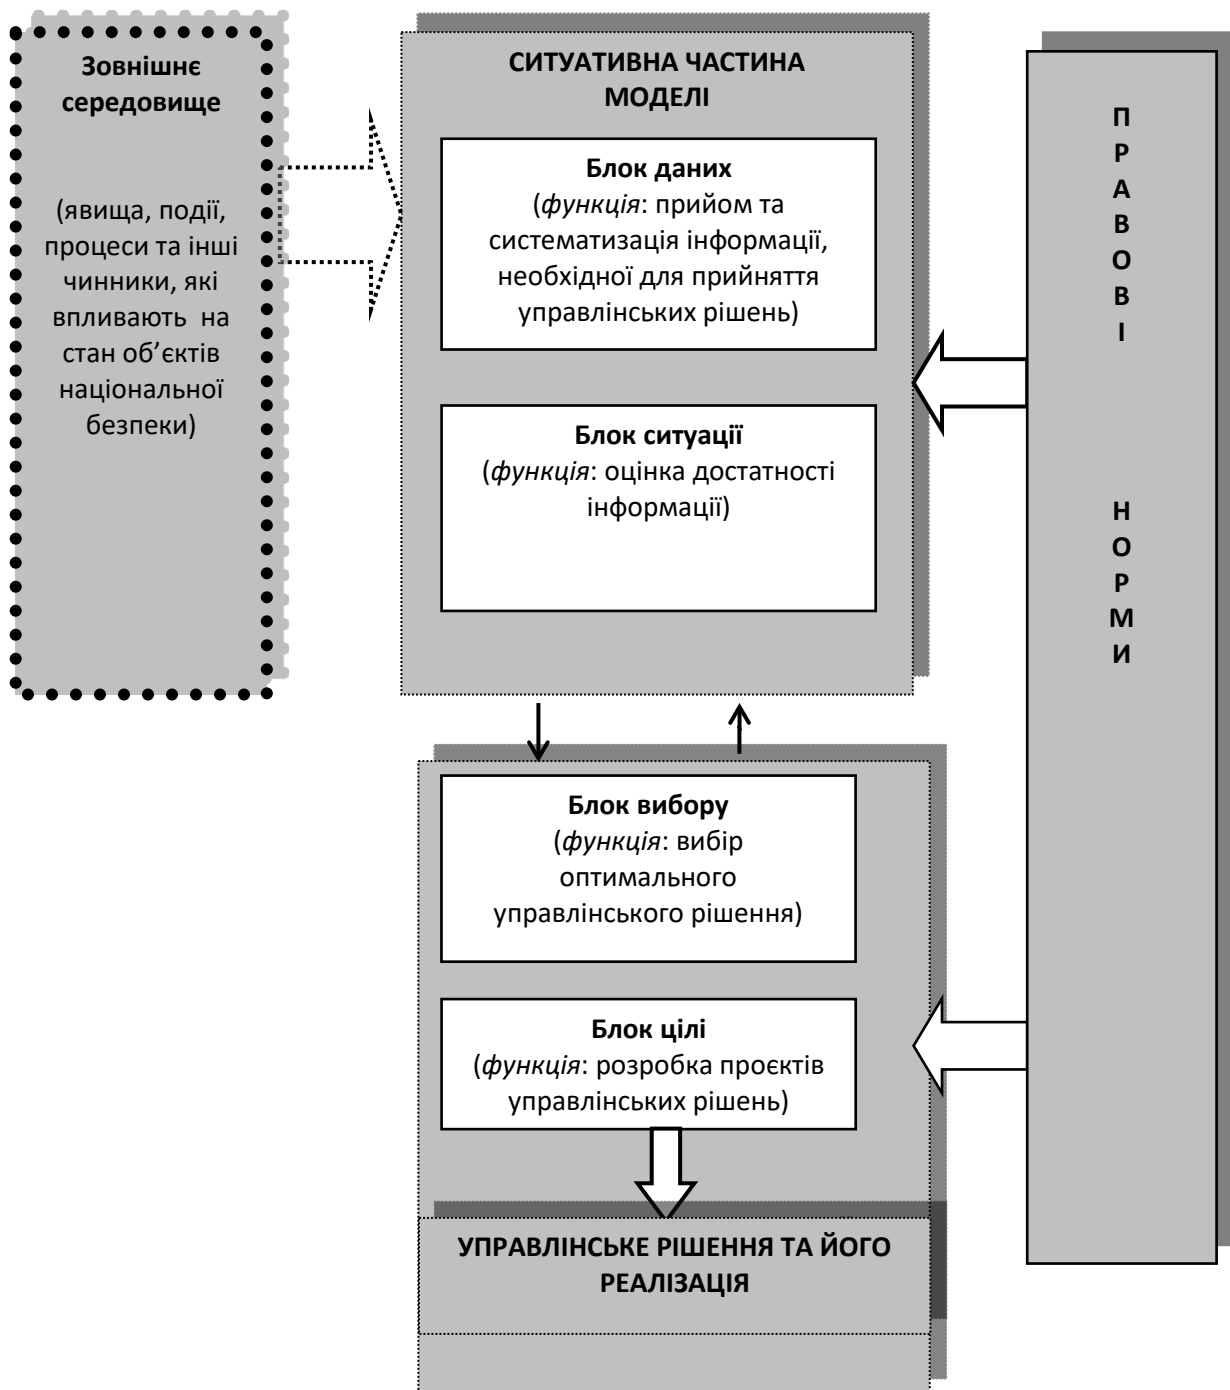 Зовнішнє
середовище
(явища, події,
процеси та інші
чинники, які
впливають на
стан об’єктів
національної
безпеки)
СИТУАТИВНА ЧАСТИНА
МОДЕЛІ
Блок даних
(функція: прийом та
систематизація інформації,
необхідної для прийняття
управлінських рішень)
Блок ситуації
(функція: оцінка достатності
інформації)
Блок вибору
(функція: вибір
оптимального
управлінського рішення)
Блок цілі
(функція: розробка проєктів
управлінських рішень)
УПРАВЛІНСЬКЕ РІШЕННЯ ТА ЙОГО
РЕАЛІЗАЦІЯ
П
Р
А
В
О
В
І
Н
О
Р
М
И